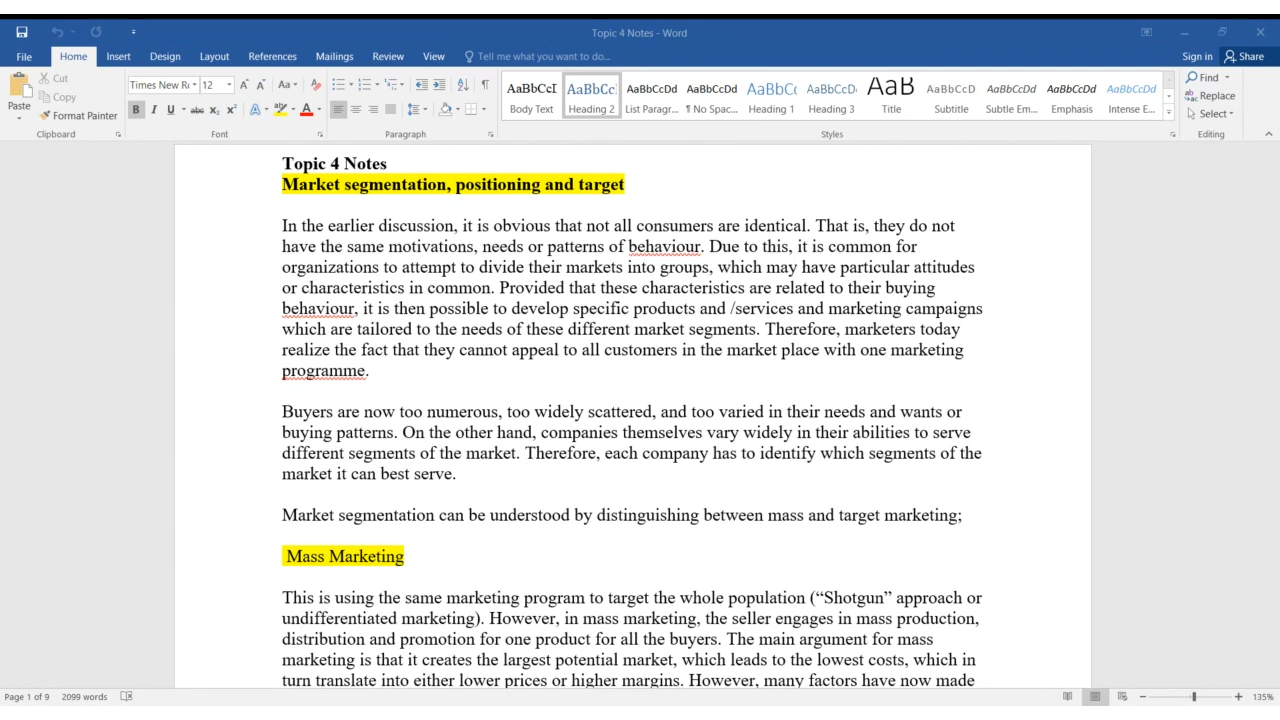 Topic 4 Notes - Word
File Home Insert Design Layout References Mailings Review View Tell me what you want to do... Sign in Share
Paste
Cut
Copy
Format Painter
Clipboard
Times New Ro 12
Font
Paragraph
AaBbCcI AaBbCc AaBbCcDd AaBbCcDd AaBbCc AaBbCcD AaB AaBbCcD AaBbCcDd AaBbCcDd AaBbCcDd
Body Text Heading 2 List Paragr... ¶ No Spac... Heading 1 Heading 3 Title Subtitle Subtle Em... Emphasis Intense E...
Styles
Find
Replace
Select
Editing
Topic 4 Notes
Market segmentation, positioning and target
In the earlier discussion, it is obvious that not all consumers are identical. That is, they do not
have the same motivations, needs or patterns of behaviour. Due to this, it is common for
organizations to attempt to divide their markets into groups, which may have particular attitudes
or characteristics in common. Provided that these characteristics are related to their buying
behaviour, it is then possible to develop specific products and /services and marketing campaigns
which are tailored to the needs of these different market segments. Therefore, marketers today
realize the fact that they cannot appeal to all customers in the market place with one marketing
programme.
Buyers are now too numerous, too widely scattered, and too varied in their needs and wants or
buying patterns. On the other hand, companies themselves vary widely in their abilities to serve
different segments of the market. Therefore, each company has to identify which segments of the
market it can best serve.
Market segmentation can be understood by distinguishing between mass and target marketing;
Mass Marketing
This is using the same marketing program to target the whole population (“Shotgun” approach or
undifferentiated marketing). However, in mass marketing, the seller engages in mass production,
distribution and promotion for one product for all the buyers. The main argument for mass
marketing is that it creates the largest potential market, which leads to the lowest costs, which in
turn translate into either lower prices or higher margins. However, many factors have now made
Page 1 of 9 2099 words 135%